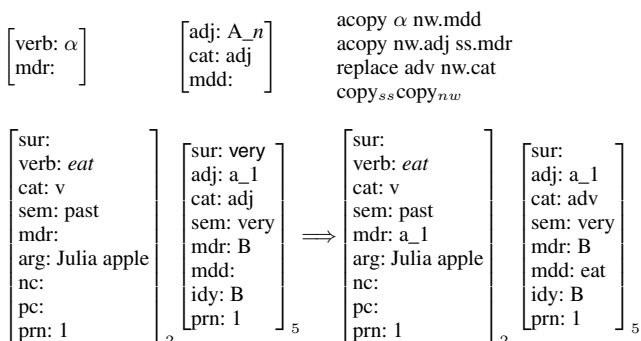 verb: α
mdr:
adj: A_n
cat: adj
mdd:
acopy α nw.mdd
acopy nw.adj ss.mdr
replace adv nw.cat
copyₛₛcopyₙw
sur:
verb: eat
cat: v
sem: past
mdr:
arg: Julia apple
nc:
pc:
prn: 1
2
sur: very
adj: a_1
cat: adj
sem: very
mdr: B
mdd:
idy: B
prn: 1
5
⟹
sur:
verb: eat
cat: v
sem: past
mdr: a_1
arg: Julia apple
nc:
pc:
prn: 1
2
sur:
adj: a_1
cat: adv
sem: very
mdr: B
mdd: eat
idy: B
prn: 1
5